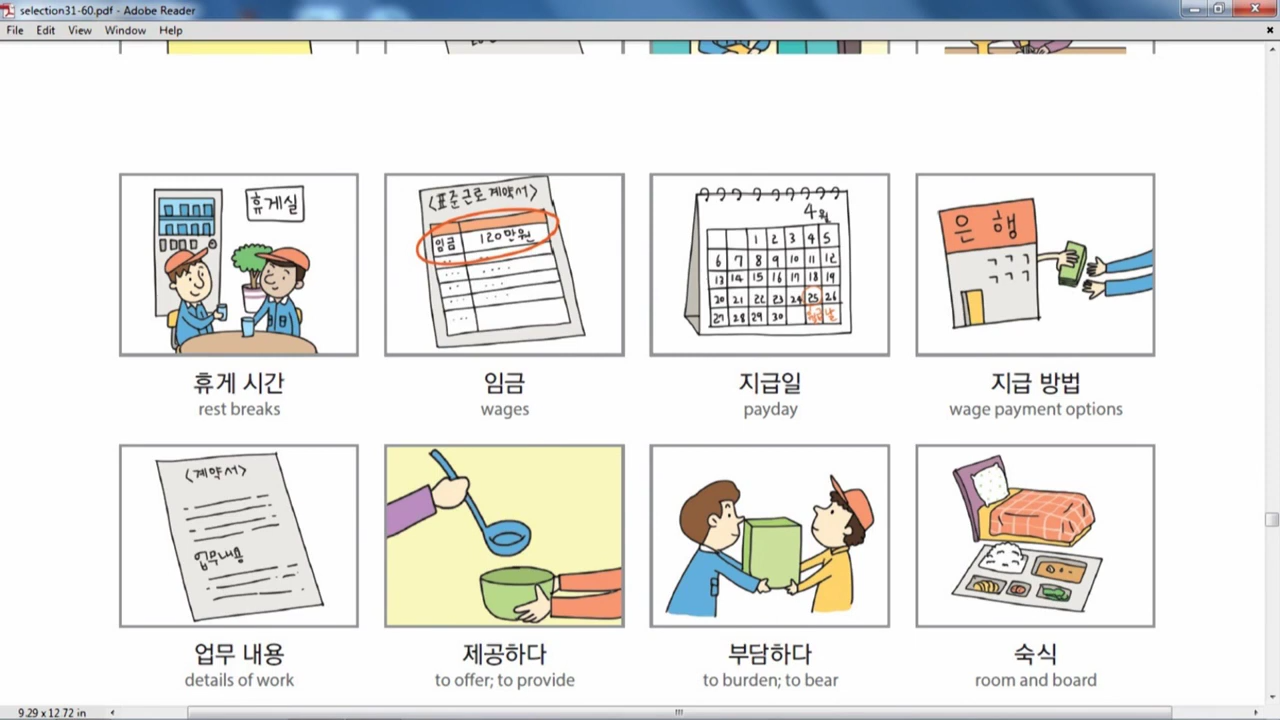 selection31-60.pdf - Adobe Reader
File Edit View Window Help
휴게실
<표준근로계약서>
임금 120만원
4월
1 2 3 4 5
6 7 8 9 10 11 12
13 14 15 16 17 18 19
20 21 22 23 24 25 26
27 28 29 30 월급날
은행
휴게 시간
rest breaks
임금
wages
지급일
payday
지급 방법
wage payment options
<계약서>
업무내용
업무 내용
details of work
제공하다
to offer; to provide
부담하다
to burden; to bear
숙식
room and board
9.29 x 12.72 in